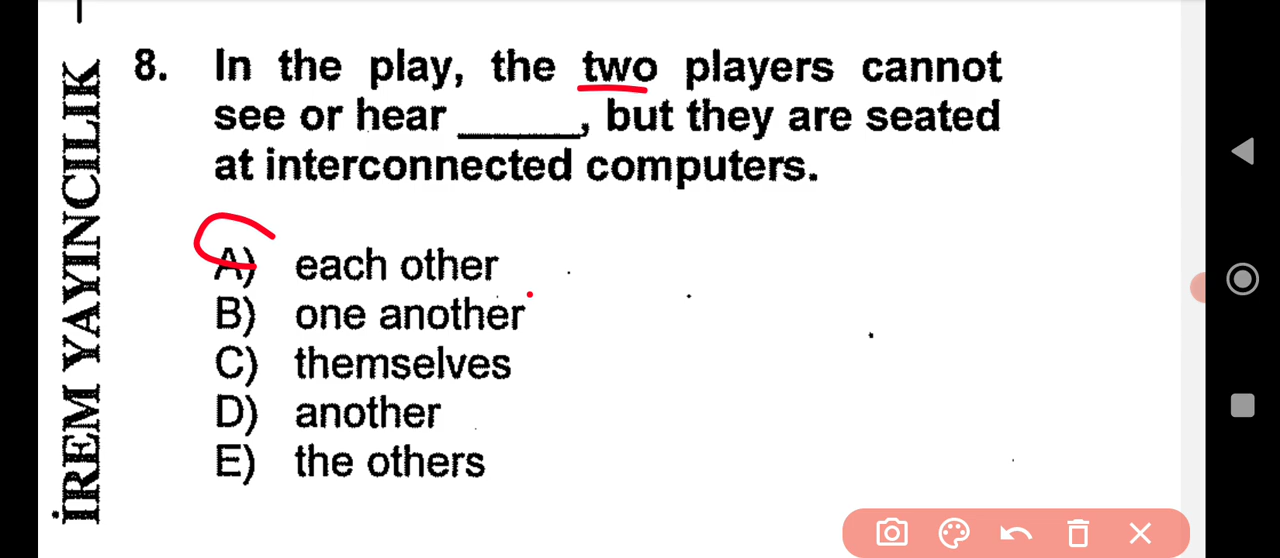 İREM YAYINCILIK
8. In the play, the two players cannot
see or hear _____, but they are seated
at interconnected computers.
A) each other
B) one another
C) themselves
D) another
E) the others